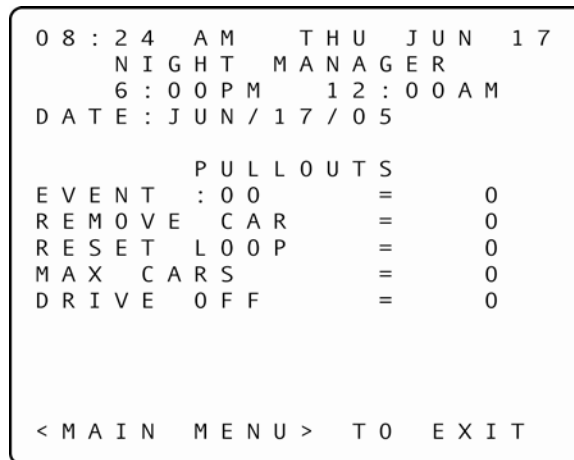 08:24 AM THU JUN 17
NIGHT MANAGER
6:00PM 12:00AM
DATE:JUN/17/05
PULLOUTS
EVENT :00 = 0
REMOVE CAR = 0
RESET LOOP = 0
MAX CARS = 0
DRIVE OFF = 0
<MAIN MENU> TO EXIT